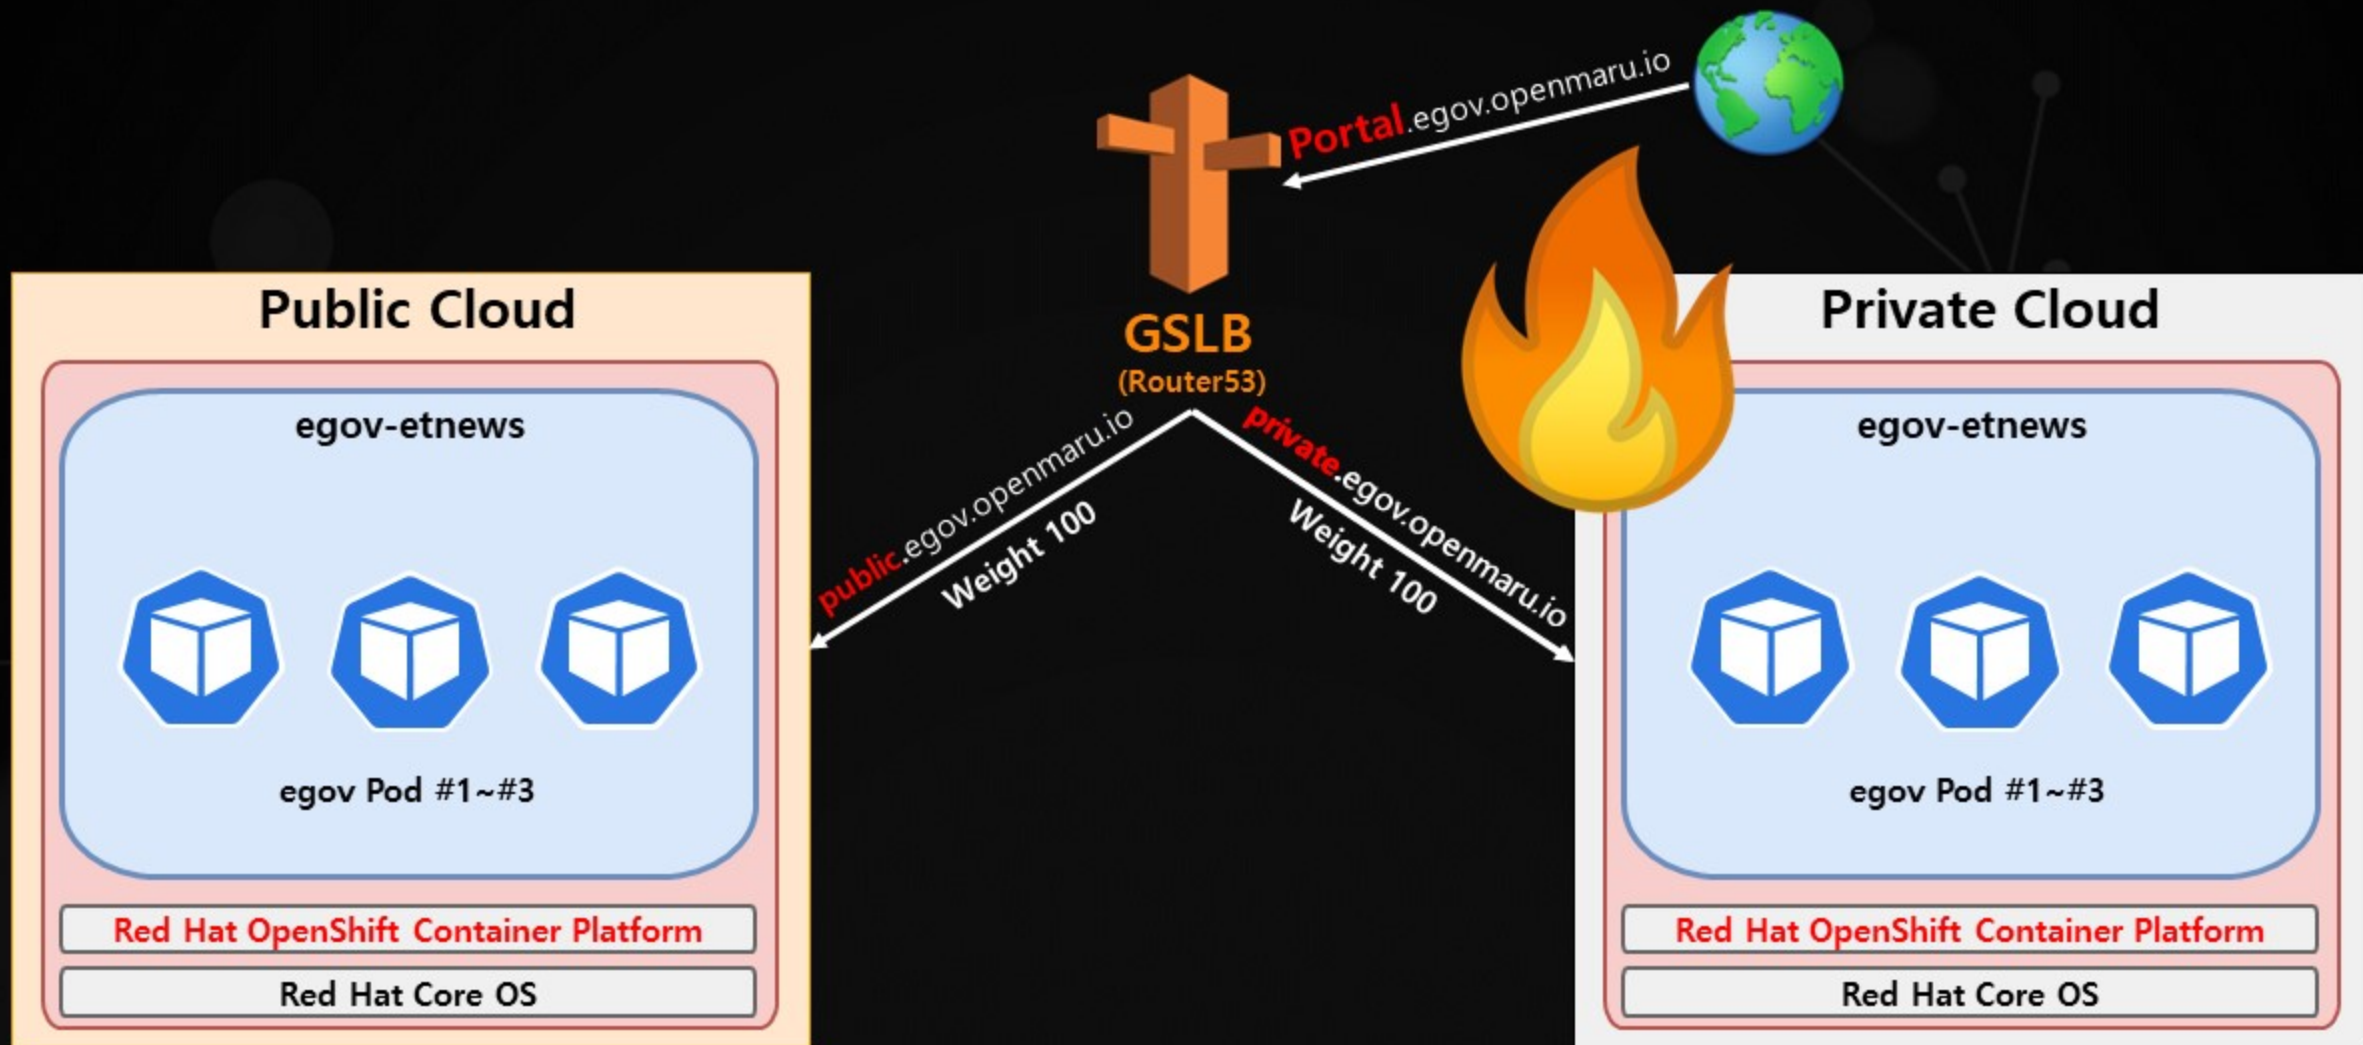 Portal.egov.openmaru.io
GSLB
(Router53)
public.egov.openmaru.io
Weight 100
private.egov.openmaru.io
Weight 100
Public Cloud
egov-etnews
egov Pod #1~#3
Red Hat OpenShift Container Platform
Red Hat Core OS
Private Cloud
egov-etnews
egov Pod #1~#3
Red Hat OpenShift Container Platform
Red Hat Core OS